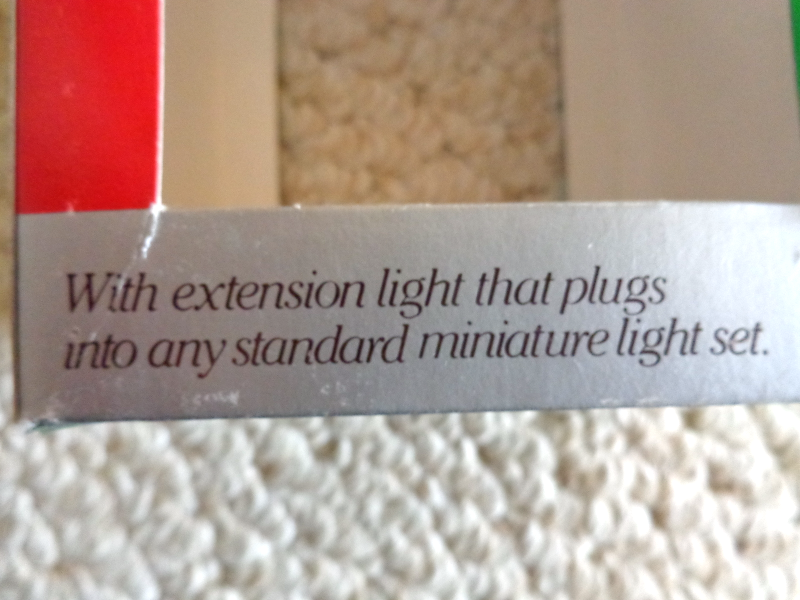 With extension light that plugs
into any standard miniature light set.